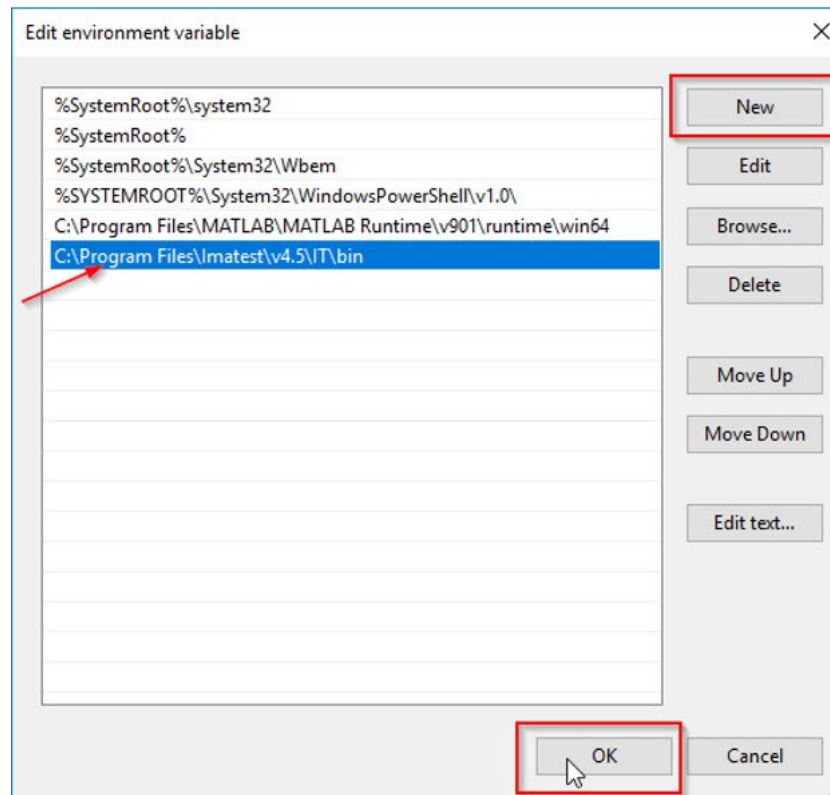 Edit environment variable
%SystemRoot%\system32
%SystemRoot%
%SystemRoot%\System32\Wbem
%SYSTEMROOT%\System32\WindowsPowerShell\v1.0\
C:\Program Files\MATLAB\MATLAB Runtime\v901\runtime\win64
C:\Program Files\Imatest\v4.5\IT\bin
New
Edit
Browse...
Delete
Move Up
Move Down
Edit text...
OK
Cancel